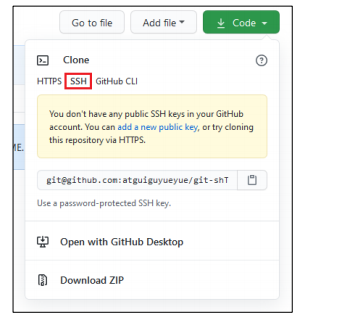 Go to file Add file Code
Clone
HTTPS SSH GitHub CLI
You don't have any public SSH keys in your GitHub
account. You can add a new public key, or try cloning
this repository via HTTPS.
ME.
git@github.com:atguiguyueyue/git-shT
Use a password-protected SSH key.
Open with GitHub Desktop
Download ZIP